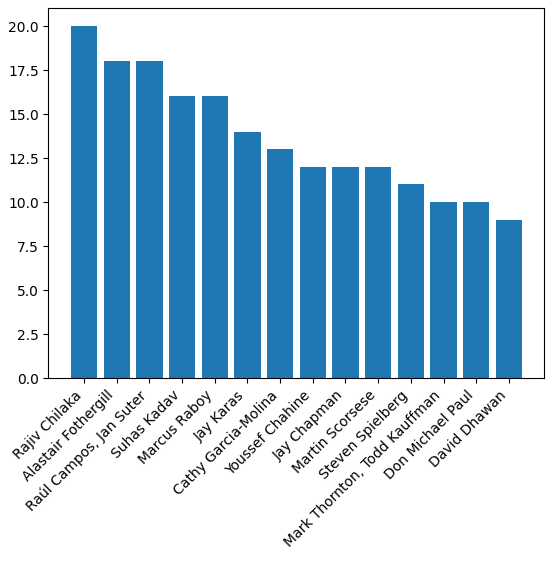 20.0
17.5
15.0
12.5
10.0
7.5
5.0
2.5
0.0
Rajiv Chilaka
Alastair Fothergill
Raúl Campos, Jan Suter
Suhas Kadav
Marcus Raboy
Jay Karas
Cathy Garcia-Molina
Youssef Chahine
Jay Chapman
Martin Scorsese
Steven Spielberg
Mark Thornton, Todd Kauffman
Don Michael Paul
David Dhawan